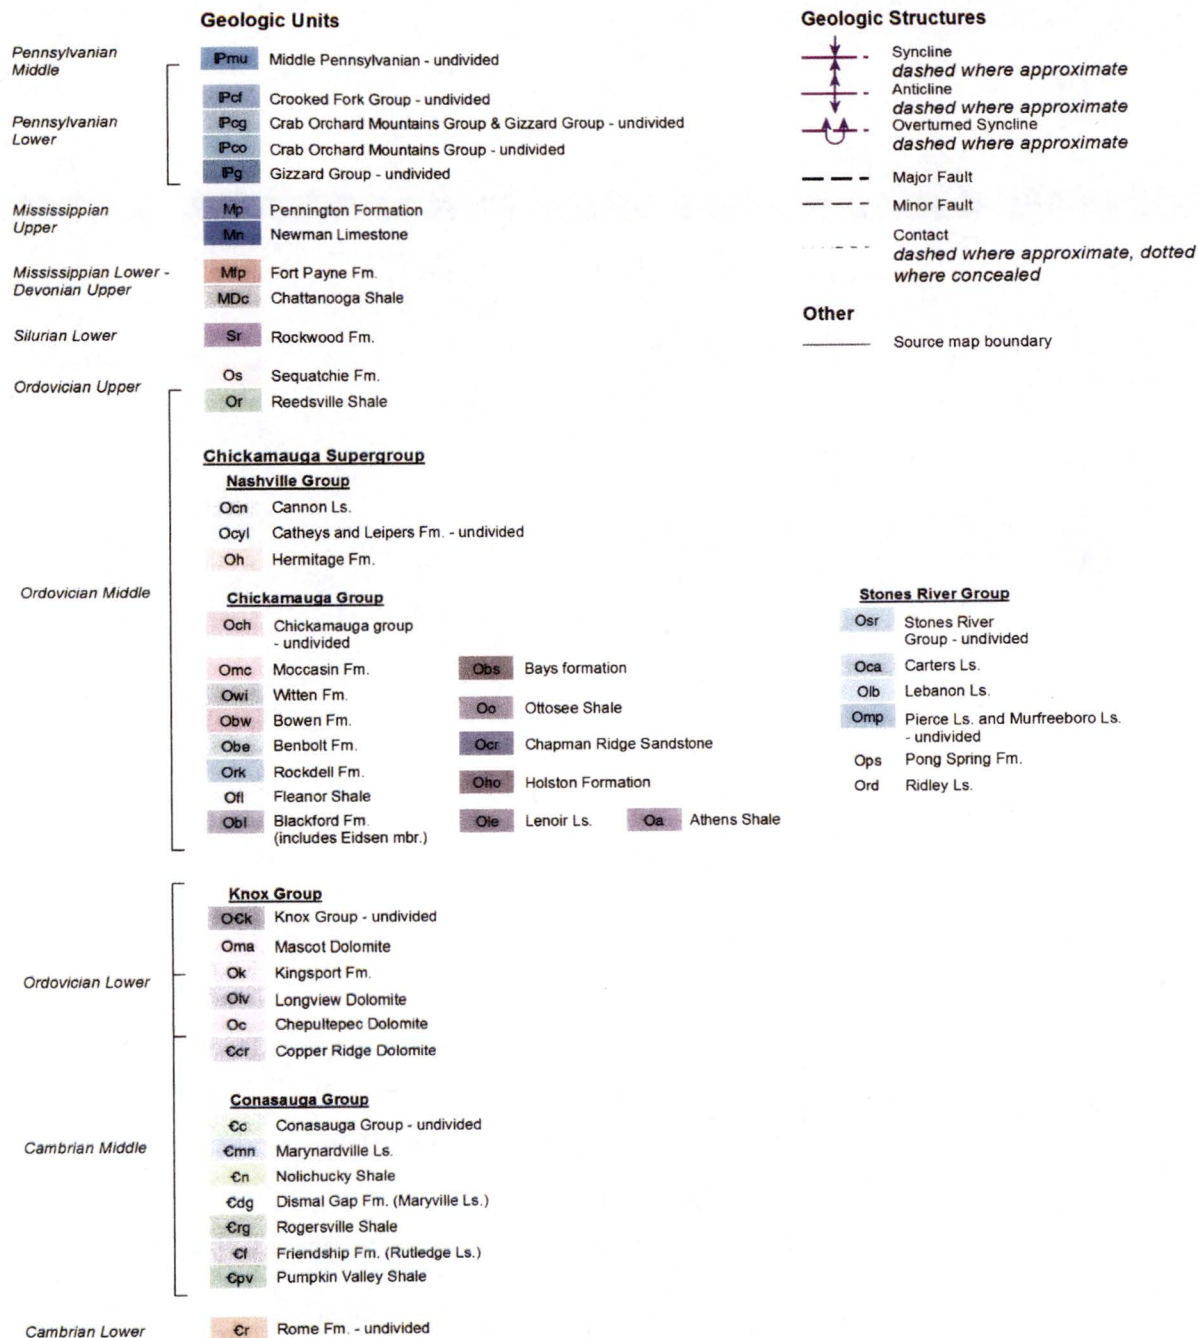 Geologic Units
Pennsylvanian
Middle
IPmu Middle Pennsylvanian - undivided
Pennsylvanian
Lower
IPcf Crooked Fork Group - undivided
IPcg Crab Orchard Mountains Group & Gizzard Group - undivided
IPco Crab Orchard Mountains Group - undivided
IPg Gizzard Group - undivided
Mississippian
Upper
Mp Pennington Formation
Mn Newman Limestone
Mississippian Lower -
Devonian Upper
Mfp Fort Payne Fm.
MDc Chattanooga Shale
Silurian Lower
Sr Rockwood Fm.
Ordovician Upper
Os Sequatchie Fm.
Or Reedsville Shale
Ordovician Middle
Chickamauga Supergroup
Nashville Group
Ocn Cannon Ls.
Ocyl Catheys and Leipers Fm. - undivided
Oh Hermitage Fm.
Chickamauga Group
Och Chickamauga group
- undivided
Omc Moccasin Fm.
Owi Witten Fm.
Obw Bowen Fm.
Obe Benbolt Fm.
Ork Rockdell Fm.
Ofl Fleanor Shale
Obl Blackford Fm.
(includes Eidsen mbr.)
Obs Bays formation
Oo Ottosee Shale
Ocr Chapman Ridge Sandstone
Oho Holston Formation
Ole Lenoir Ls.
Oa Athens Shale
Stones River Group
Osr Stones River
Group - undivided
Oca Carters Ls.
Olb Lebanon Ls.
Omp Pierce Ls. and Murfreeboro Ls.
- undivided
Ops Pong Spring Fm.
Ord Ridley Ls.
Ordovician Lower
Knox Group
O€k Knox Group - undivided
Oma Mascot Dolomite
Ok Kingsport Fm.
Olv Longview Dolomite
Oc Chepultepec Dolomite
€cr Copper Ridge Dolomite
Cambrian Middle
Conasauga Group
€c Conasauga Group - undivided
€mn Marynardville Ls.
€n Nolichucky Shale
€dg Dismal Gap Fm. (Maryville Ls.)
€rg Rogersville Shale
€f Friendship Fm. (Rutledge Ls.)
€pv Pumpkin Valley Shale
Cambrian Lower
€r Rome Fm. - undivided
Geologic Structures
Syncline
dashed where approximate
Anticline
dashed where approximate
Overturned Syncline
dashed where approximate
Major Fault
Minor Fault
Contact
dashed where approximate, dotted
where concealed
Other
Source map boundary